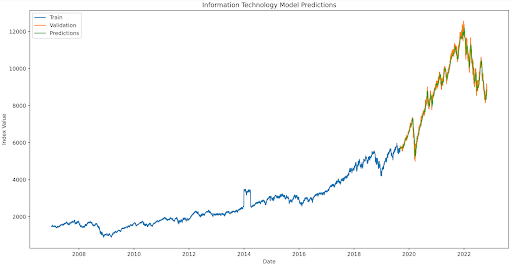 Information Technology Model Predictions
Train
Validation
Predictions
Index Value
12000
10000
8000
6000
4000
2000
2008 2010 2012 2014 2016 2018 2020 2022
Date